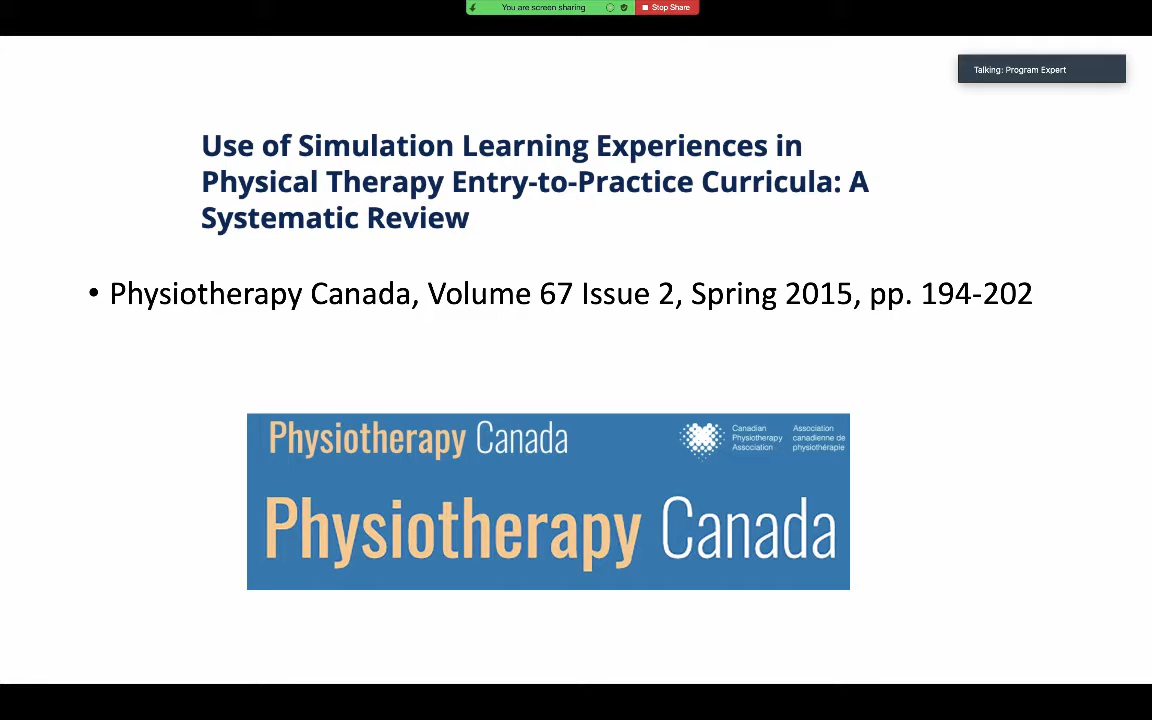 You are screen sharing
Stop Share
Talking: Program Expert
Use of Simulation Learning Experiences in
Physical Therapy Entry-to-Practice Curricula: A
Systematic Review
• Physiotherapy Canada, Volume 67 Issue 2, Spring 2015, pp. 194-202
Physiotherapy Canada
Canadian
Physiotherapy
Association
Association
canadienne de
physiothérapie
Physiotherapy Canada